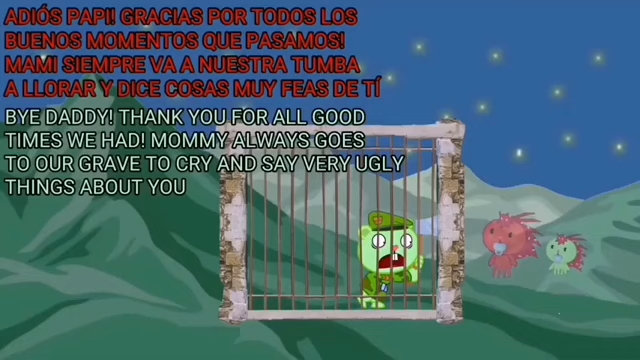 ADIÓS PAPI! GRACIAS POR TODOS LOS
BUENOS MOMENTOS QUE PASAMOS!
MAMI SIEMPRE VA A NUESTRA TUMBA
A LLORAR Y DICE COSAS MUY FEAS DE TÍ
BYE DADDY! THANK YOU FOR ALL GOOD
TIMES WE HAD! MOMMY ALWAYS GOES
TO OUR GRAVE TO CRY AND SAY VERY UGLY
THINGS ABOUT YOU